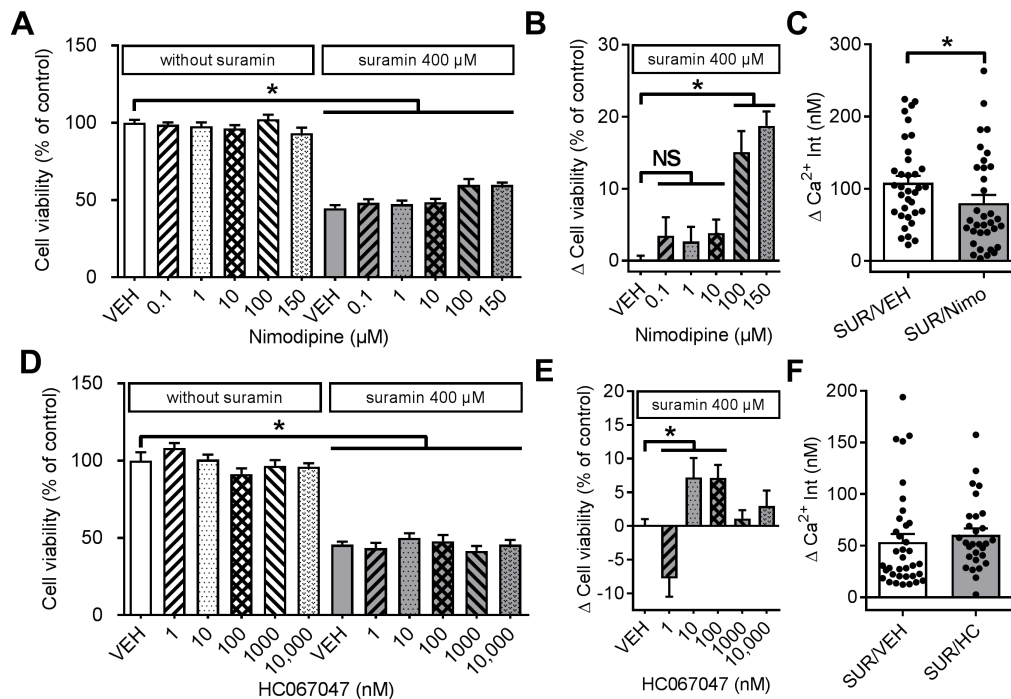 A
Cell viability (% of control)
150
100
50
0
without suramin
suramin 400 µM
*
VEH 0.1 1 10 100 150 VEH 0.1 1 10 100 150
Nimodipine (µM)
B
Δ Cell viability (% of control)
30
20
10
0
suramin 400 µM
*
NS
VEH 0.1 1 10 100 150
Nimodipine (µM)
C
Δ Ca²⁺ Int (nM)
300
200
100
0
*
SUR/VEH SUR/Nimo
D
Cell viability (% of control)
150
100
50
0
without suramin
suramin 400 µM
*
VEH 1 10 100 1000 10,000 VEH 1 10 100 1000 10,000
HC067047 (nM)
E
Δ Cell viability (% of control)
20
15
10
5
0
-5
-10
suramin 400 µM
*
VEH 1 10 100 1000 10,000
HC067047 (nM)
F
Δ Ca²⁺ Int (nM)
200
150
100
50
0
SUR/VEH SUR/HC